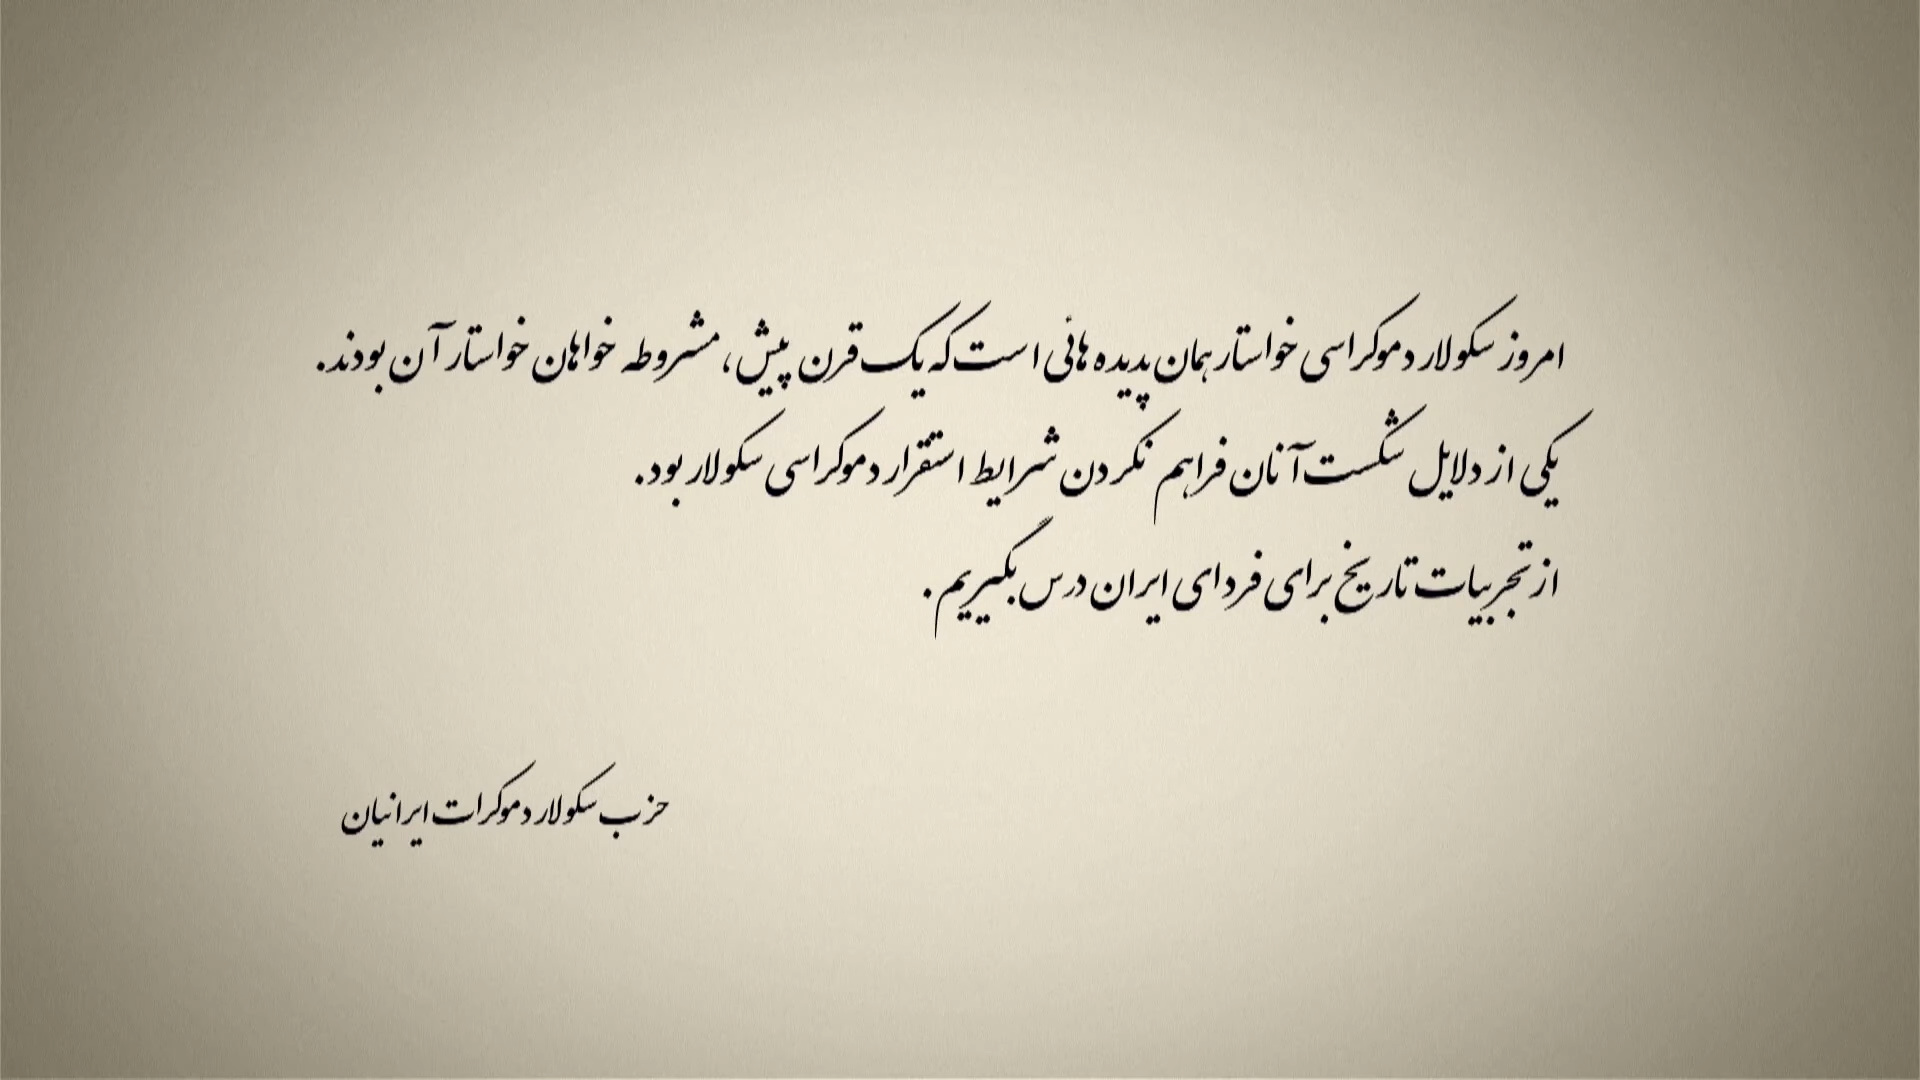 امروز سکولار دموکراسی خواستار همان پدیده هائی است که یک قرن پیش، مشروطه خواهان خواستار آن بودند.
یکی از دلایل شکست آنان فراهم نکردن شرایط استقرار دموکراسی سکولار بود.
از تجربیات تاریخ برای فردای ایران درس بگیریم.
حزب سکولار دموکرات ایرانیان